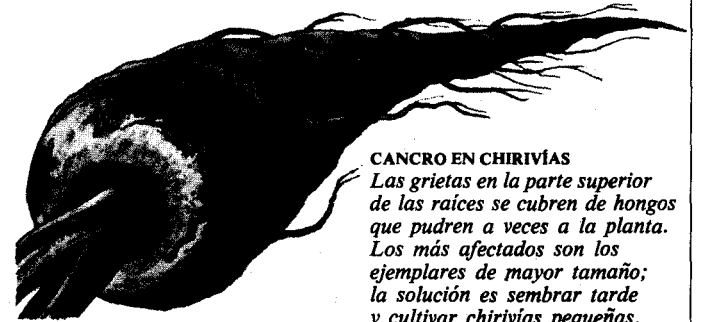 CANCRO EN CHIRIVÍAS
Las grietas en la parte superior
de las raíces se cubren de hongos
que pudren a veces a la planta.
Los más afectados son los
ejemplares de mayor tamaño;
la solución es sembrar tarde
y cultivar chirivías pequeñas.